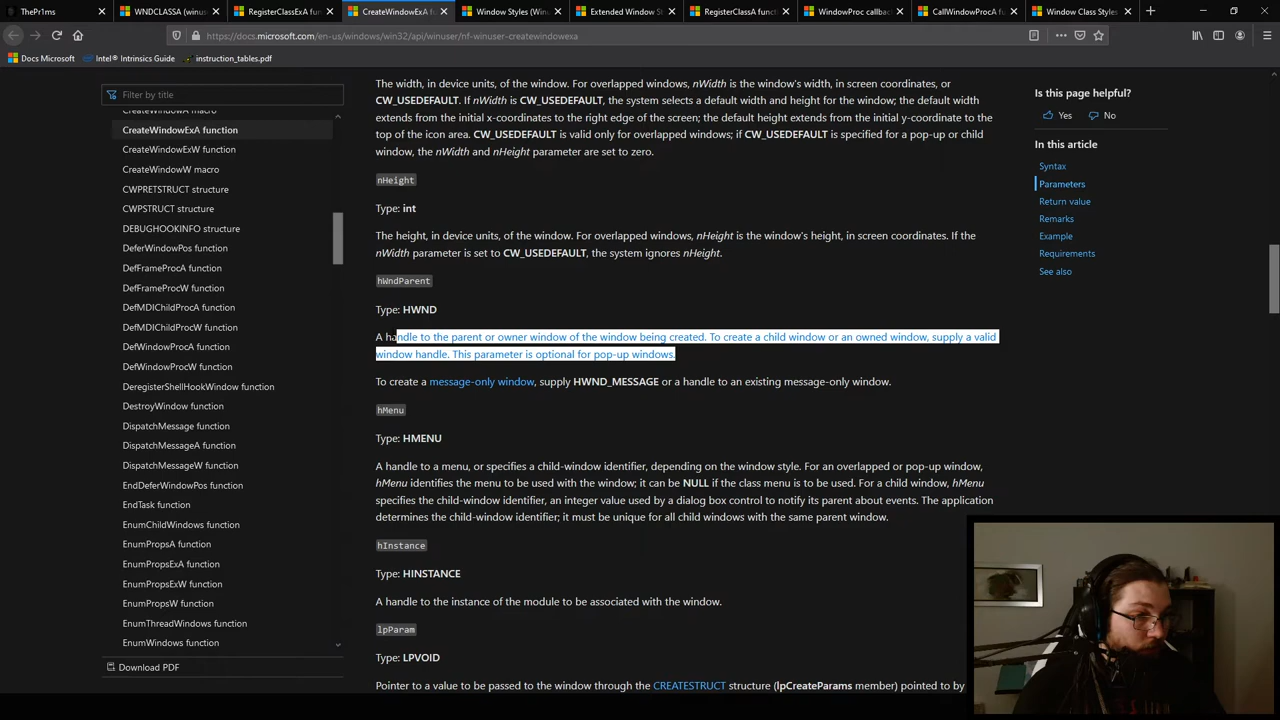 ThePr1ms
WNDCLASSA (winus
RegisterClassExA fun
CreateWindowExA f
Window Styles (Winu
Extended Window S
RegisterClassA functi
WindowProc callback
CallWindowProcA f
Window Class Styles
https://docs.microsoft.com/en-us/windows/win32/api/winuser/nf-winuser-createwindowexa
Docs Microsoft
Intel® Intrinsics Guide
instruction_tables.pdf
Filter by title
CreateWindowA macro
CreateWindowExA function
CreateWindowExW function
CreateWindowW macro
CWPRETSTRUCT structure
CWPSTRUCT structure
DEBUGHOOKINFO structure
DeferWindowPos function
DefFrameProcA function
DefFrameProcW function
DefMDIChildProcA function
DefMDIChildProcW function
DefWindowProcA function
DefWindowProcW function
DeregisterShellHookWindow function
DestroyWindow function
DispatchMessage function
DispatchMessageA function
DispatchMessageW function
EndDeferWindowPos function
EndTask function
EnumChildWindows function
EnumPropsA function
EnumPropsExA function
EnumPropsExW function
EnumPropsW function
EnumThreadWindows function
EnumWindows function
Download PDF
The width, in device units, of the window. For overlapped windows, nWidth is the window's width, in screen coordinates, or
CW_USEDEFAULT. If nWidth is CW_USEDEFAULT, the system selects a default width and height for the window; the default width
extends from the initial x-coordinates to the right edge of the screen; the default height extends from the initial y-coordinate to the
top of the icon area. CW_USEDEFAULT is valid only for overlapped windows; if CW_USEDEFAULT is specified for a pop-up or child
window, the nWidth and nHeight parameter are set to zero.
nHeight
Type: int
The height, in device units, of the window. For overlapped windows, nHeight is the window's height, in screen coordinates. If the
nWidth parameter is set to CW_USEDEFAULT, the system ignores nHeight.
hWndParent
Type: HWND
A handle to the parent or owner window of the window being created. To create a child window or an owned window, supply a valid
window handle. This parameter is optional for pop-up windows.
To create a message-only window, supply HWND_MESSAGE or a handle to an existing message-only window.
hMenu
Type: HMENU
A handle to a menu, or specifies a child-window identifier, depending on the window style. For an overlapped or pop-up window,
hMenu identifies the menu to be used with the window; it can be NULL if the class menu is to be used. For a child window, hMenu
specifies the child-window identifier, an integer value used by a dialog box control to notify its parent about events. The application
determines the child-window identifier; it must be unique for all child windows with the same parent window.
hInstance
Type: HINSTANCE
A handle to the instance of the module to be associated with the window.
lpParam
Type: LPVOID
Pointer to a value to be passed to the window through the CREATESTRUCT structure (lpCreateParams member) pointed to by
Is this page helpful?
Yes
No
In this article
Syntax
Parameters
Return value
Remarks
Example
Requirements
See also